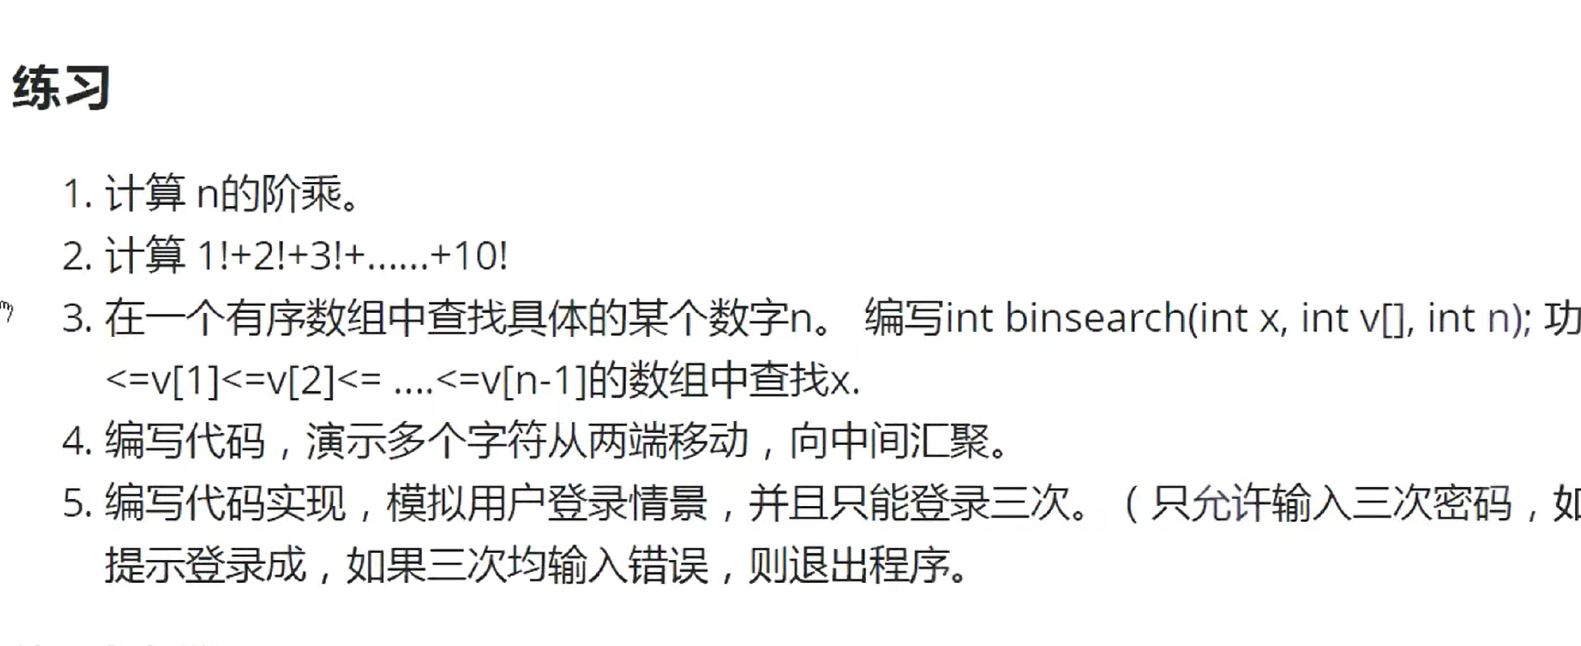 练习
1. 计算 n的阶乘。
2. 计算 1!+2!+3!+……+10!
3. 在一个有序数组中查找具体的某个数字n。 编写int binsearch(int x, int v[], int n); 功
<=v[1]<=v[2]<= ....<=v[n-1]的数组中查找x.
4. 编写代码，演示多个字符从两端移动，向中间汇聚。
5. 编写代码实现，模拟用户登录情景，并且只能登录三次。（只允许输入三次密码，如
提示登录成，如果三次均输入错误，则退出程序。